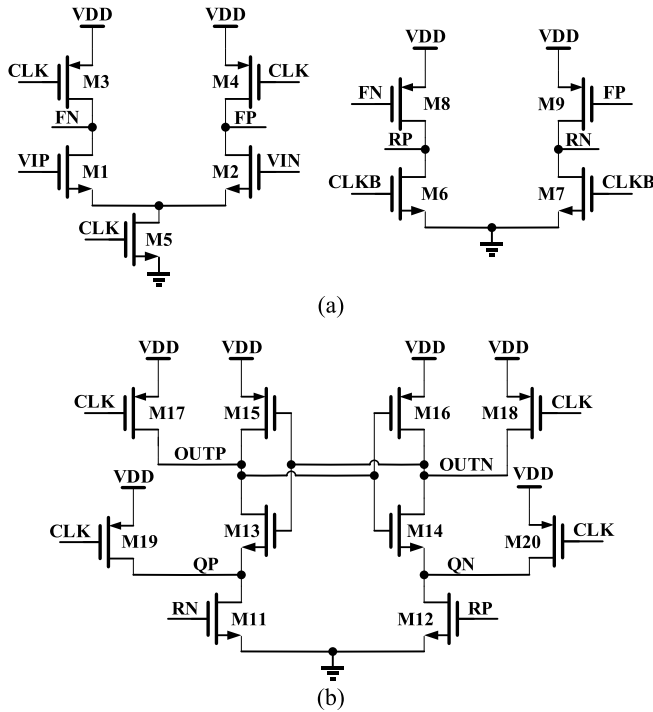 VDD VDD
CLK M3 M4 CLK
FN FP
VIP M1 M2 VIN
CLK M5
VDD VDD
FN M8 M9 FP
RP RN
CLKB M6 M7 CLKB
(a)
VDD VDD VDD VDD
CLK M17 M15 M16 M18 CLK
OUTP OUTN
VDD VDD
CLK M19 M13 M14 M20 CLK
QP QN
RN M11 M12 RP
(b)